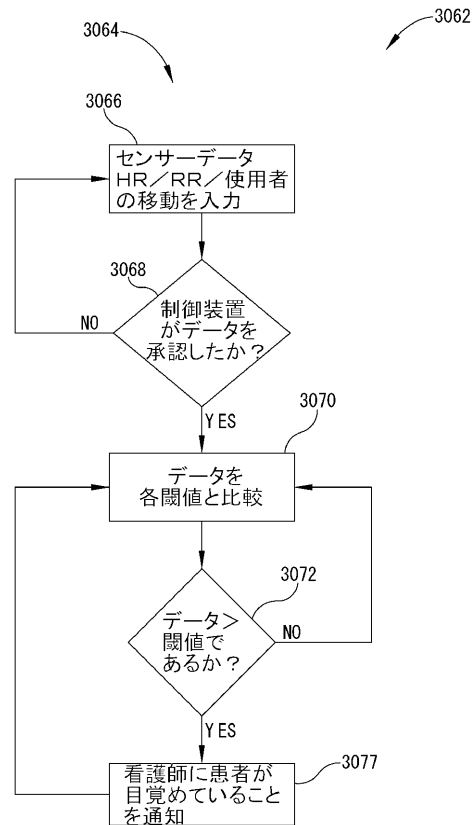 3064
3062
3066
センサーデータ
HR／RR／使用者
の移動を入力
3068
制御装置
がデータを
承認したか？
NO
YES
3070
データを
各閾値と比較
3072
データ＞
閾値で
あるか？
NO
YES
3077
看護師に患者が
目覚めていること
を通知